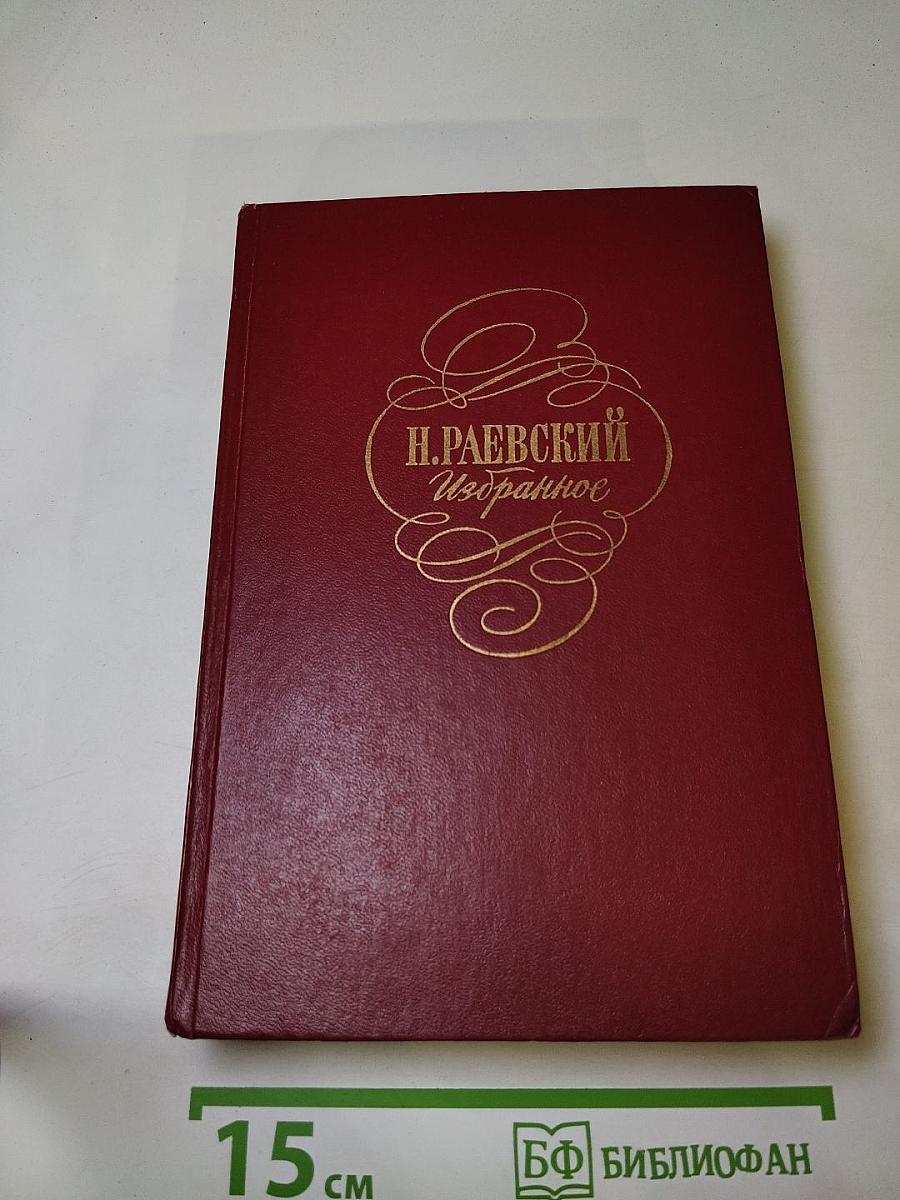 Н.РАЕВСКИЙ
Избранное
15 см
БФ БИБЛИОФАН